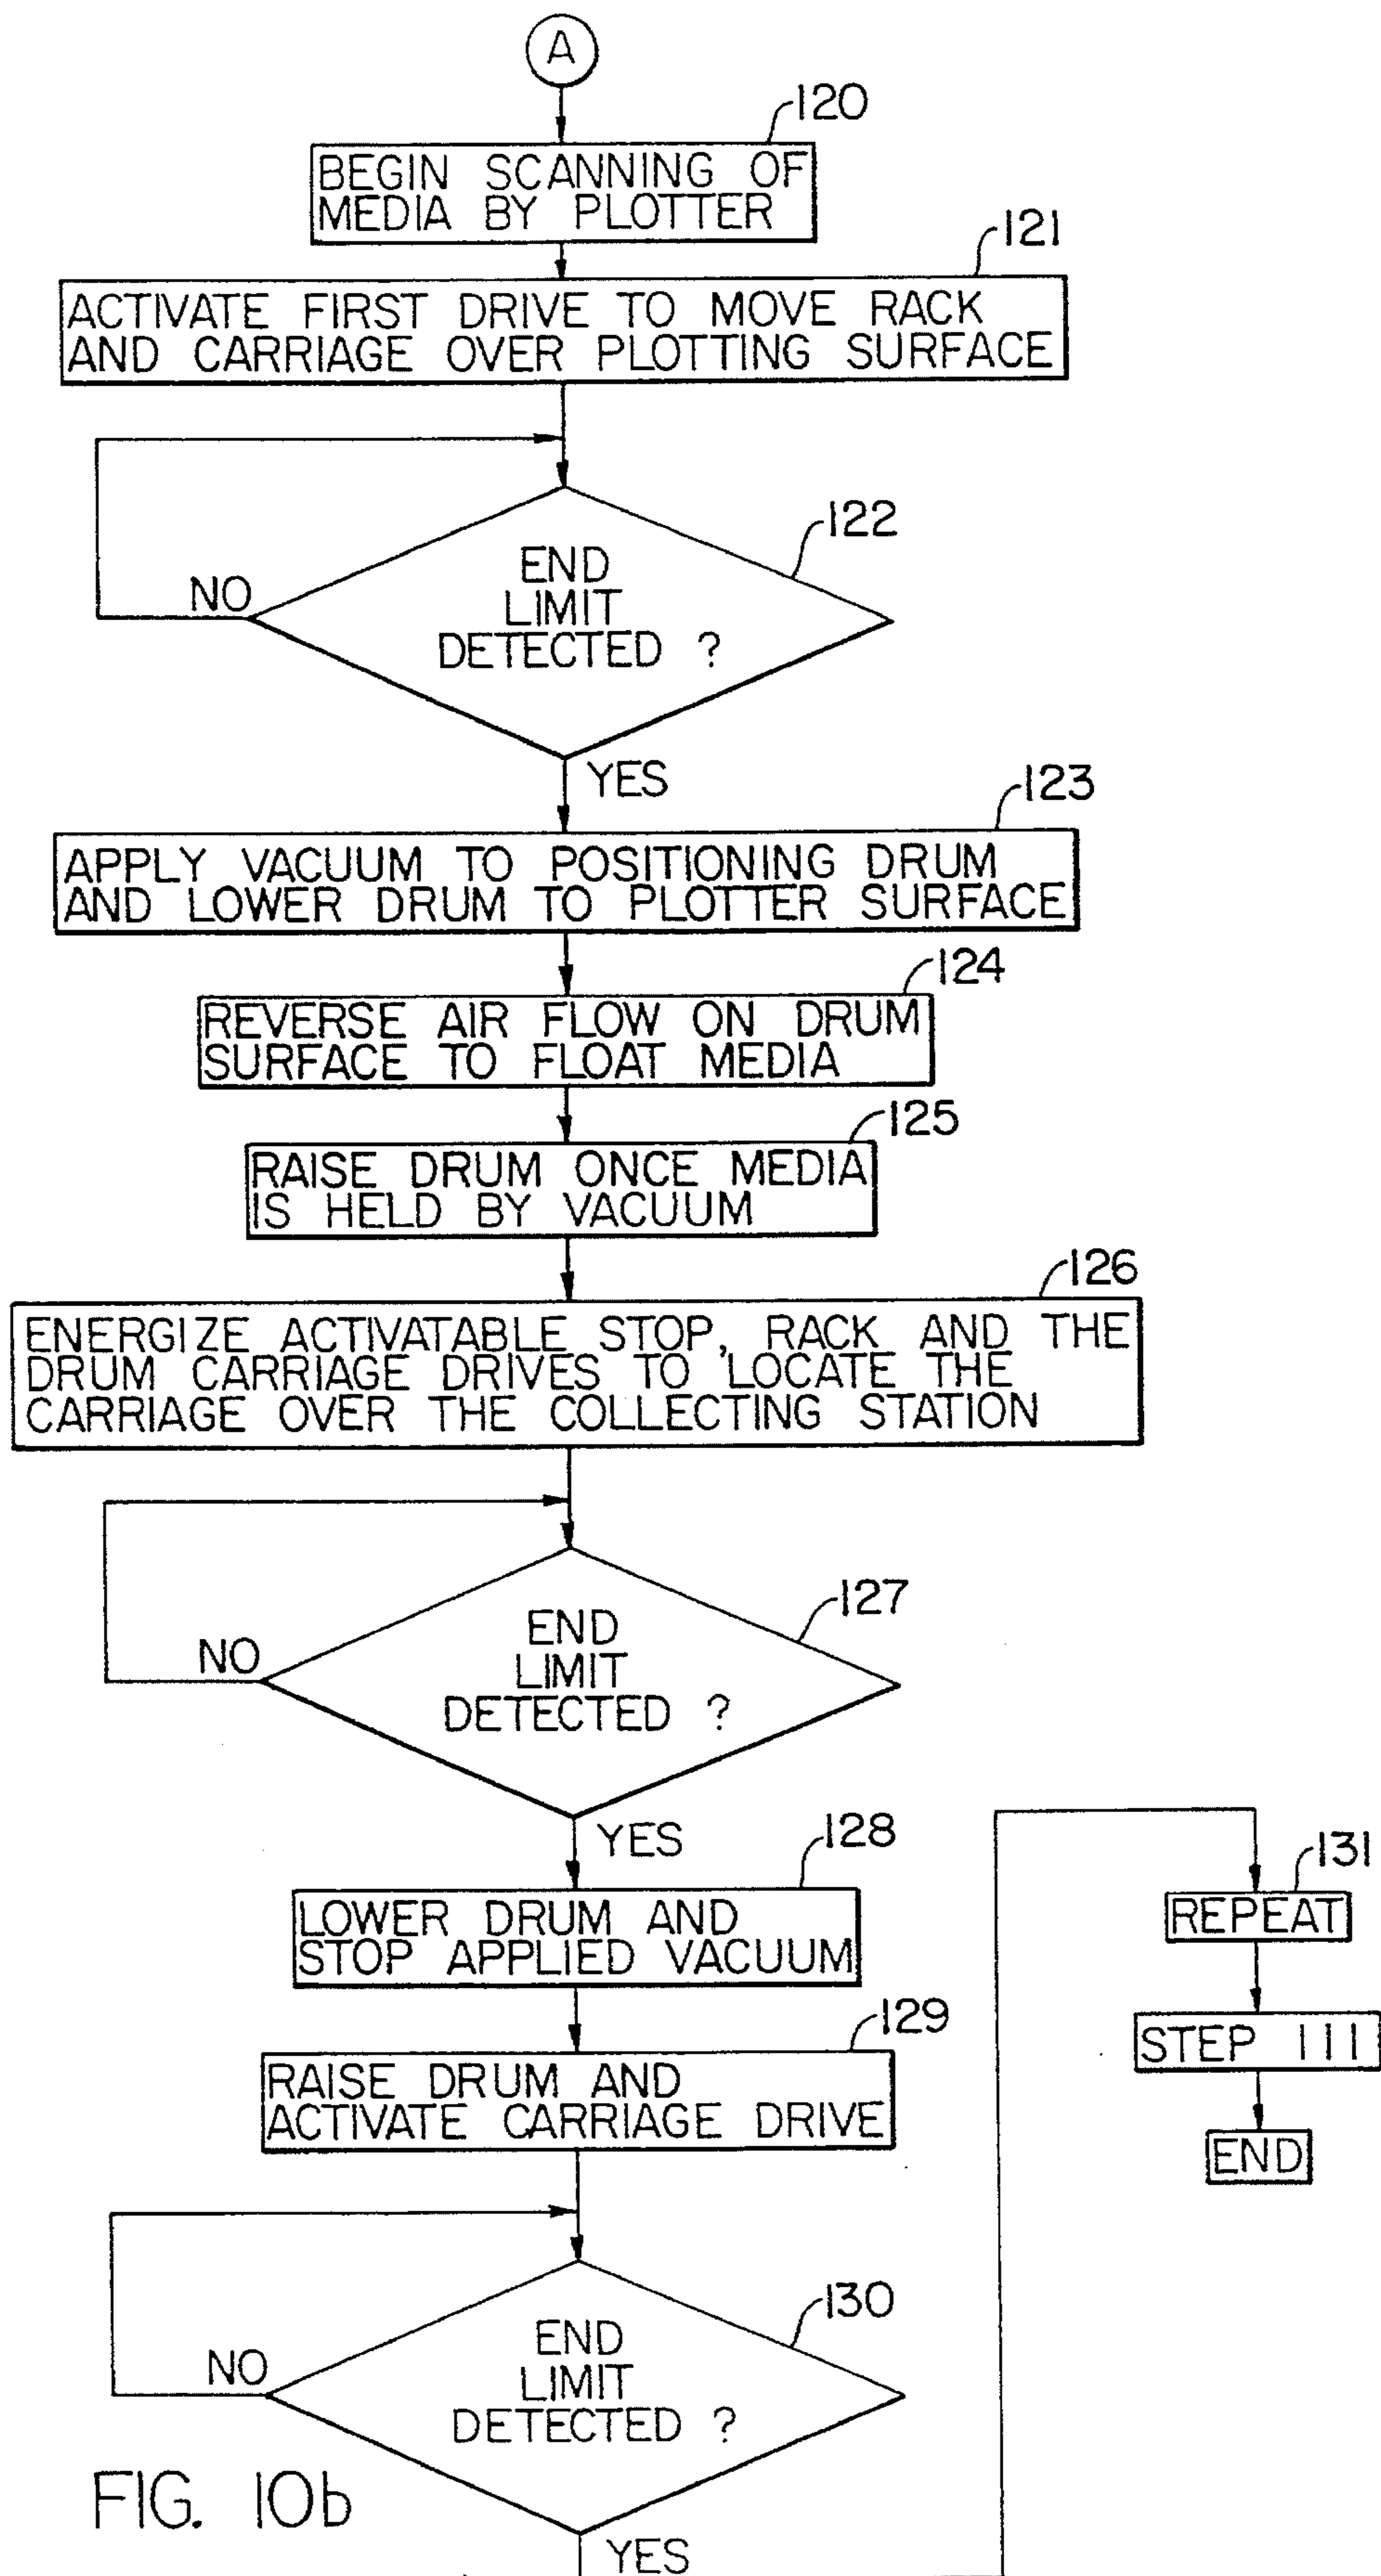 A
120
BEGIN SCANNING OF
MEDIA BY PLOTTER
121
ACTIVATE FIRST DRIVE TO MOVE RACK
AND CARRIAGE OVER PLOTTING SURFACE
122
END
LIMIT
DETECTED ?
NO
YES
123
APPLY VACUUM TO POSITIONING DRUM
AND LOWER DRUM TO PLOTTER SURFACE
124
REVERSE AIR FLOW ON DRUM
SURFACE TO FLOAT MEDIA
125
RAISE DRUM ONCE MEDIA
IS HELD BY VACUUM
126
ENERGIZE ACTIVATABLE STOP, RACK AND THE
DRUM CARRIAGE DRIVES TO LOCATE THE
CARRIAGE OVER THE COLLECTING STATION
127
END
LIMIT
DETECTED ?
NO
YES
128
LOWER DRUM AND
STOP APPLIED VACUUM
129
RAISE DRUM AND
ACTIVATE CARRIAGE DRIVE
130
END
LIMIT
DETECTED ?
NO
YES
131
REPEAT
STEP 111
END
FIG. 10b